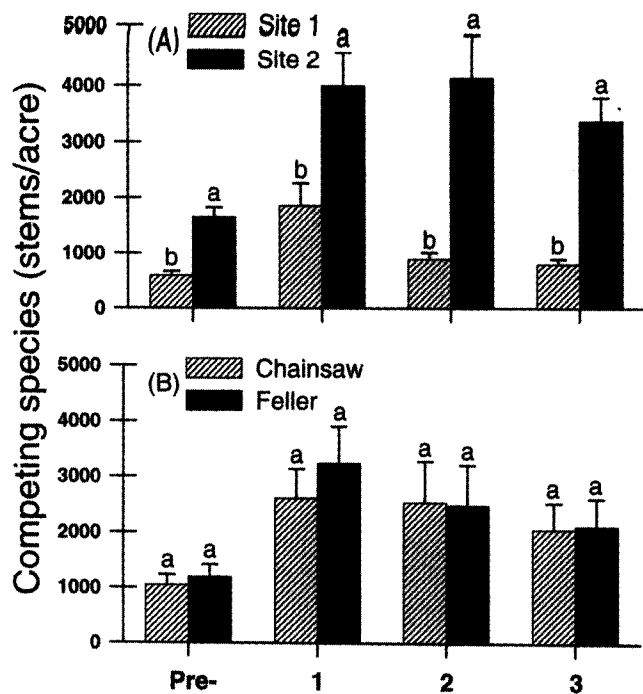 Competing species (stems/acre)
(A)
Site 1
Site 2
5000
4000
3000
2000
1000
0
b a
b a
b a
b a
(B)
Chainsaw
Feller
5000
4000
3000
2000
1000
0
a a
a a
a a
a a
Pre- 1 2 3